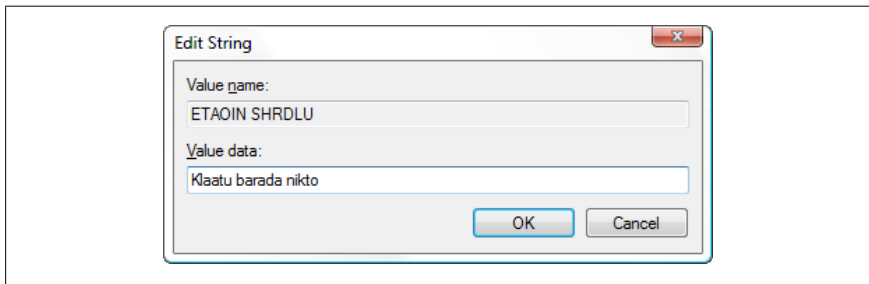 Edit String
Value name:
ETAOIN SHRDLU
Value data:
Klaatu barada nikto
OK Cancel